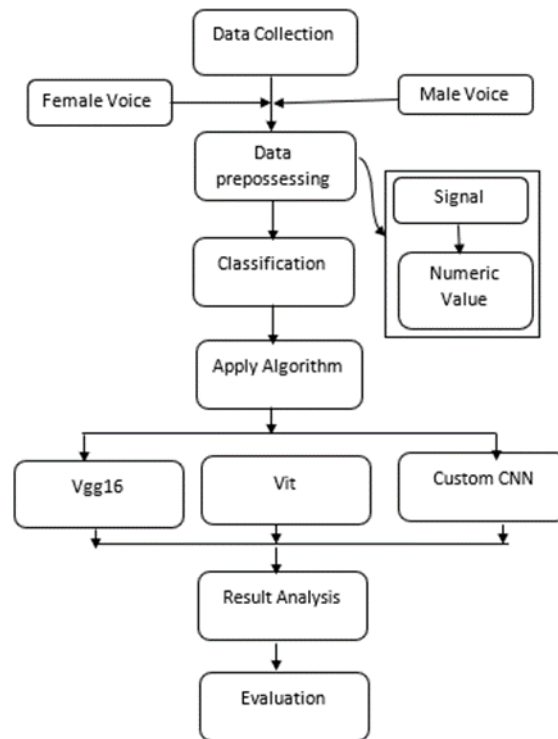 Data Collection
Female Voice
Male Voice
Data
prepossessing
Signal
Numeric
Value
Classification
Apply Algorithm
Vgg16
Vit
Custom CNN
Result Analysis
Evaluation